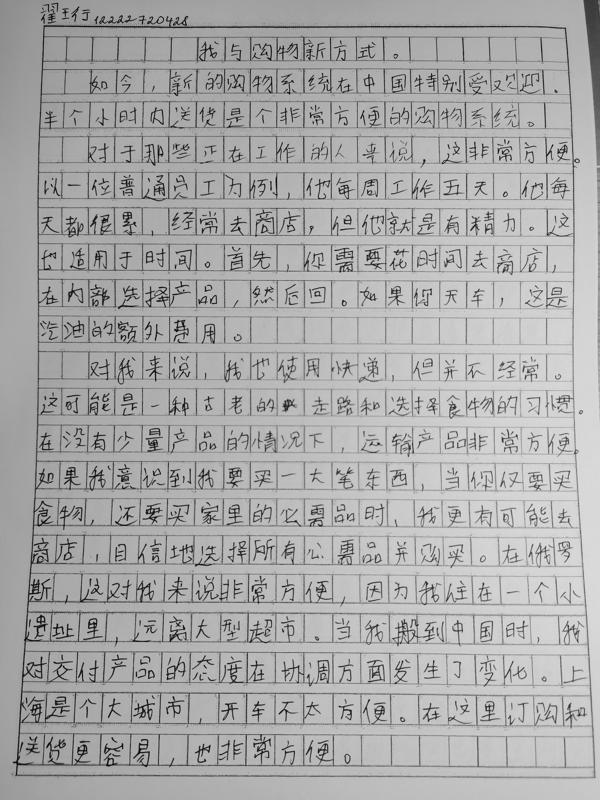 翟王行 12222720428
我与购物新方式。
如今，新的购物系统在中国特别受欢迎.
半个小时内送货是个非常方便的购物系统。
对于那些正在工作的人来说，这非常方便。
以一位普通员工为例，他每周工作五天。他每
天都很累，经常去商店，但他就是有精力。这
也适用于时间。首先，你需要花时间去商店，
在内部选择产品，然后回。如果你天车，这是
汽油的额外费用。
对我来说，我也使用快递，但并不经常。
这可能是一种古老的走路和选择食物的习惯。
在没有少量产品的情况下，运输产品非常方便。
如果我意识到我要买一大笔东西，当你仅要买
食物，还要买家里的公需品时，我更有可能去
商店，自信地选择所有公需品并购买。在俄罗
斯，这对我来说非常方便，因为我住在一个小
遗址里，远离大型超市．当我搬到中国时，我
对交付产品的态度在协调方面发生了变化。上
海是个大城市，开车不太方便。在这里订购和
送货更容易，也非常方便。